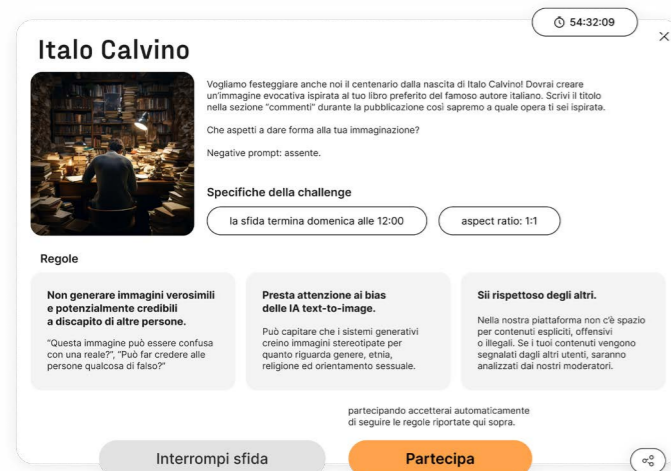 54:32:09
Italo Calvino
Vogliamo festeggiare anche noi il centenario dalla nascita di Italo Calvino! Dovrai creare
un'immagine evocativa ispirata al tuo libro preferito del famoso autore italiano. Scrivi il titolo
nella sezione "commenti" durante la pubblicazione così sapremo a quale opera ti sei ispiratə.
Che aspetti a dare forma alla tua immaginazione?
Negative prompt: assente.
Specifiche della challenge
la sfida termina domenica alle 12:00
aspect ratio: 1:1
Regole
Non generare immagini verosimili
e potenzialmente credibili
a discapito di altre persone.
"Questa immagine può essere confusa
con una reale?", "Può far credere alle
persone qualcosa di falso?"
Presta attenzione ai bias
delle IA text-to-image.
Può capitare che i sistemi generativi
creino immagini stereotipate per
quanto riguarda genere, etnia,
religione ed orientamento sessuale.
Sii rispettoso degli altri.
Nella nostra piattaforma non c'è spazio
per contenuti espliciti, offensivi
o illegali. Se i tuoi contenuti vengono
segnalati dagli altri utenti, saranno
analizzati dai nostri moderatori.
partecipando accetterai automaticamente
di seguire le regole riportate qui sopra.
Interrompi sfida
Partecipa